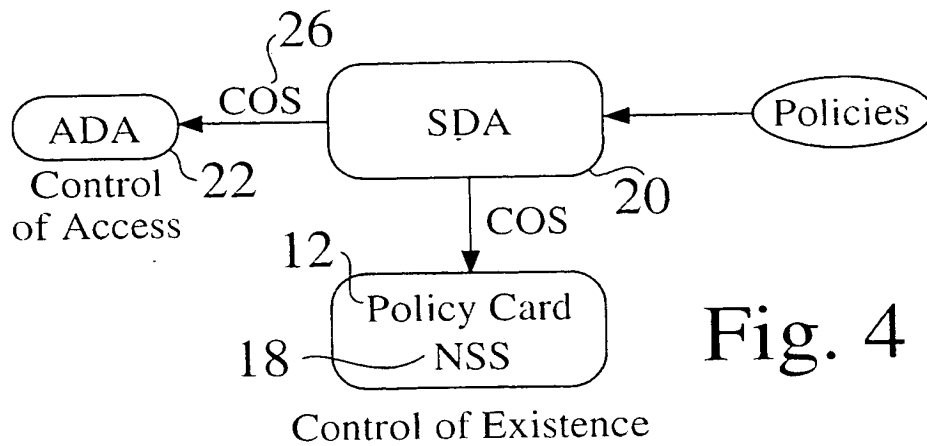 26
COS
ADA
SDA
Policies
22
Control
of Access
20
COS
12
Policy Card
18
NSS
Fig. 4
Control of Existence